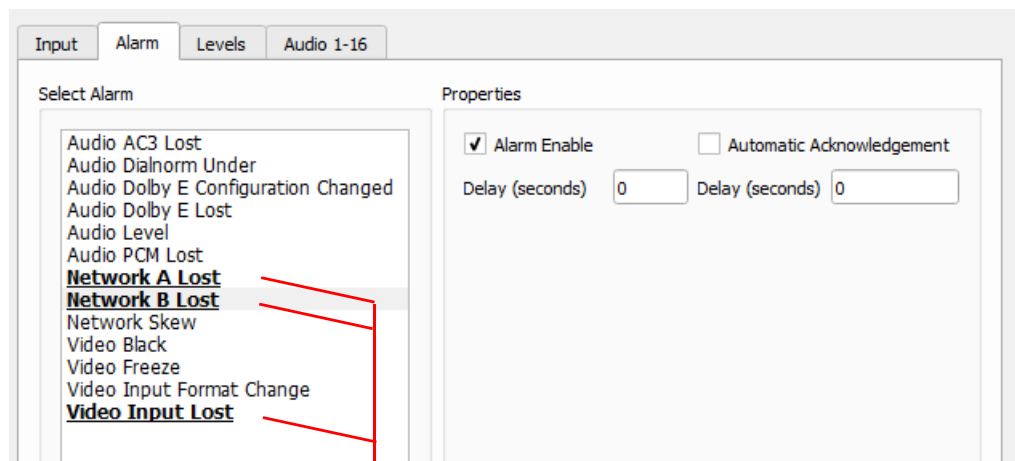 Input Alarm Levels Audio 1-16
Select Alarm
Properties
Audio AC3 Lost
Audio Dialnorm Under
Audio Dolby E Configuration Changed
Audio Dolby E Lost
Audio Level
Audio PCM Lost
Network A Lost
Network B Lost
Network Skew
Video Black
Video Freeze
Video Input Format Change
Video Input Lost
Alarm Enable
Automatic Acknowledgement
Delay (seconds) 0
Delay (seconds) 0